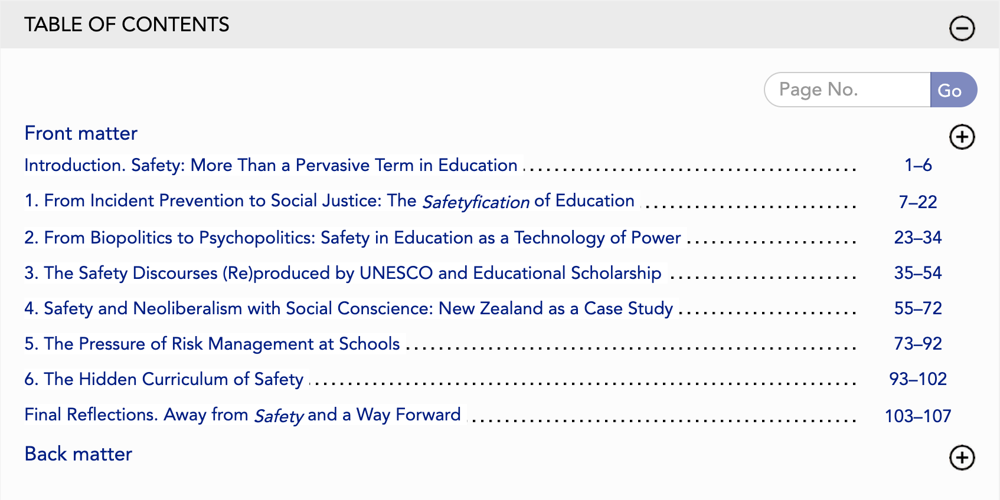 TABLE OF CONTENTS
Page No. Go
Front matter
Introduction. Safety: More Than a Pervasive Term in Education 1–6
1. From Incident Prevention to Social Justice: The Safetyfication of Education 7–22
2. From Biopolitics to Psychopolitics: Safety in Education as a Technology of Power 23–34
3. The Safety Discourses (Re)produced by UNESCO and Educational Scholarship 35–54
4. Safety and Neoliberalism with Social Conscience: New Zealand as a Case Study 55–72
5. The Pressure of Risk Management at Schools 73–92
6. The Hidden Curriculum of Safety 93–102
Final Reflections. Away from Safety and a Way Forward 103–107
Back matter